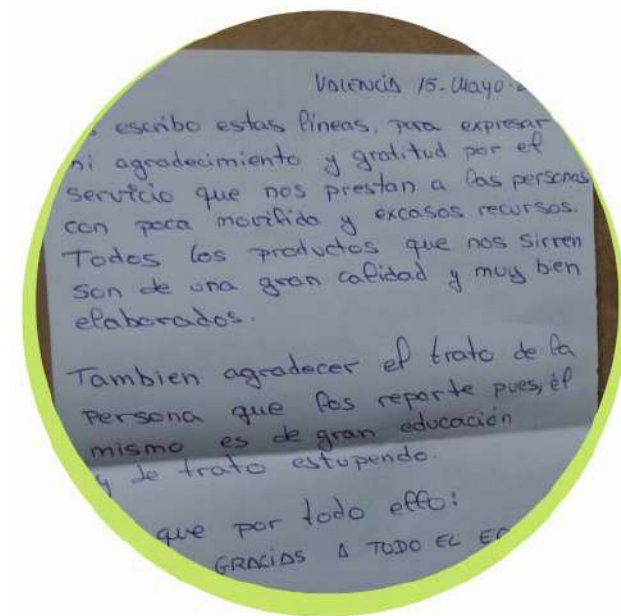 VALENCIA 15-Mayo-2
escribo estas líneas, para expresar
mi agradecimiento y gratitud por el
servicio que nos prestan a las personas
con poca movilida y excasos recursos.
Todos los productos que nos sirven
son de una gran calidad y muy bien
elaborados.
Tambien agradecer el trato de la
persona que los reporte pues, él
mismo es de gran educación
y de trato estupendo.
que por todo ello:
GRACIAS A TODO EL